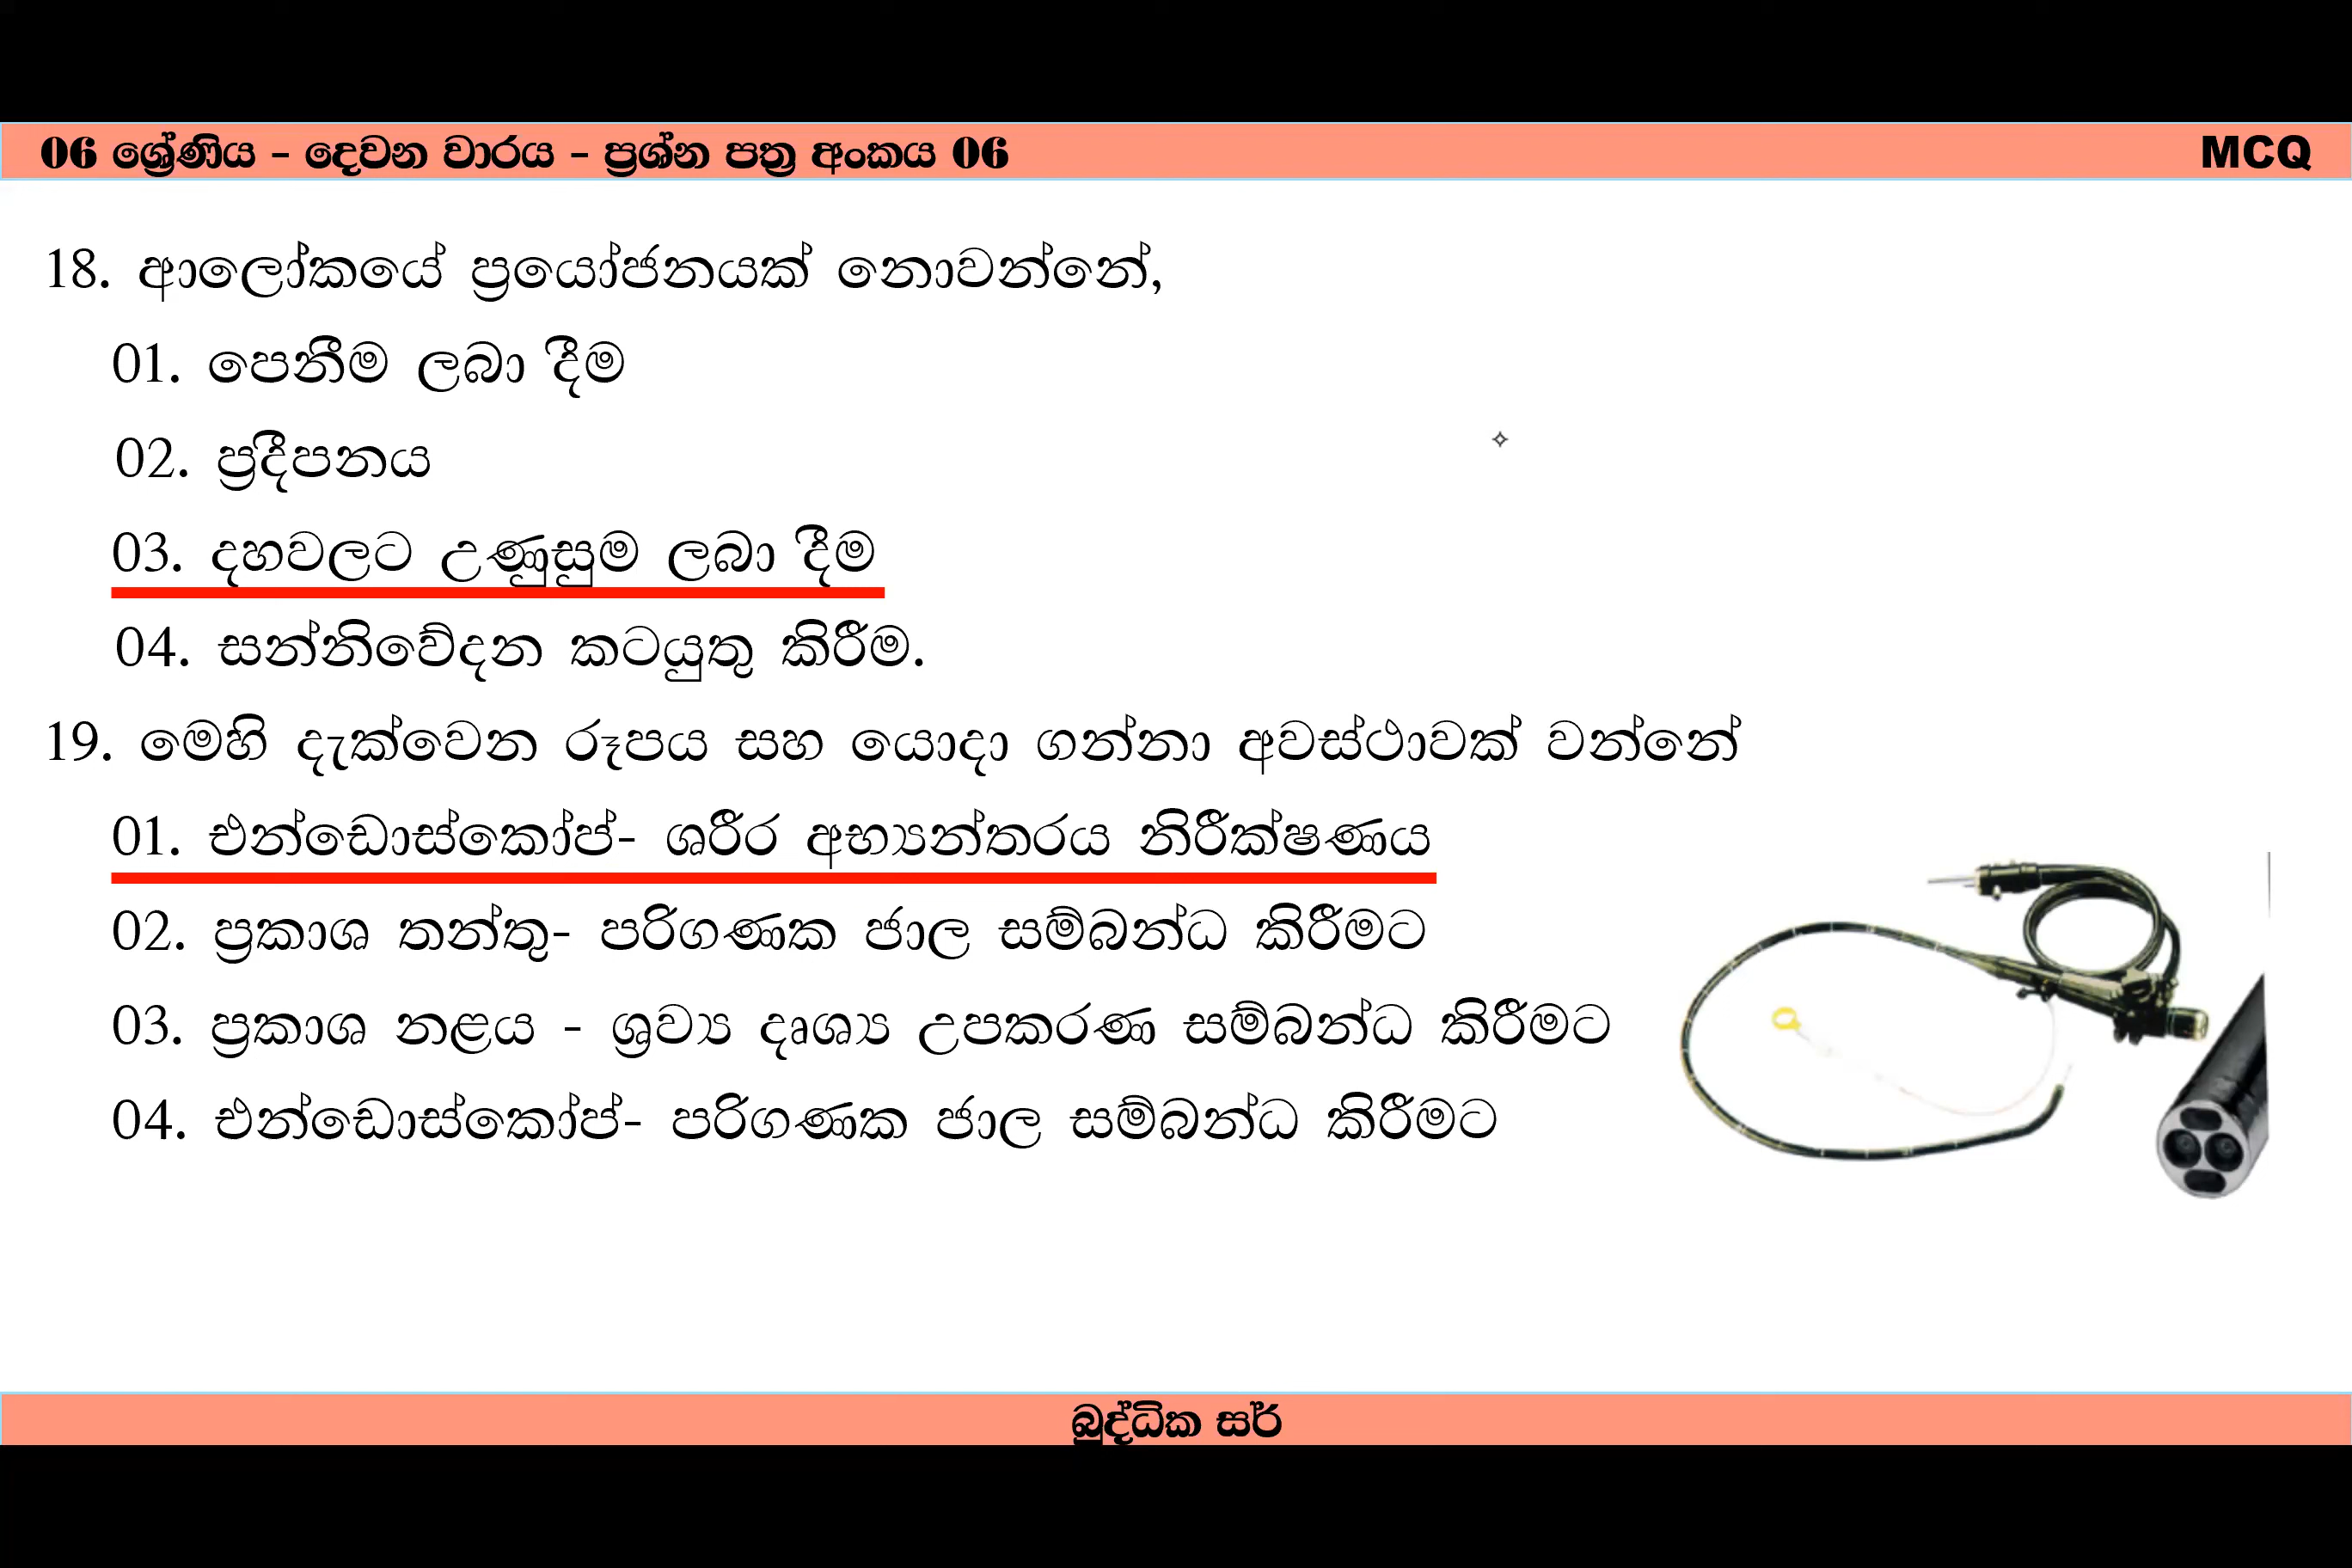 06 ශ්‍රේණිය - දෙවන වාරය - ප්‍රශ්න පත්‍ර අංකය 06 MCQ
18. ආලෝකයේ ප්‍රයෝජනයක් නොවන්නේ,
01. පෙනීම ලබා දීම
02. ප්‍රදීපනය
03. දහවලට උණුසුම ලබා දීම
04. සන්නිවේදන කටයුතු කිරීම.
19. මෙහි දැක්වෙන රූපය සහ යොදා ගන්නා අවස්ථාවක් වන්නේ
01. එන්ඩොස්කෝප්- ශරීර අභ්‍යන්තරය නිරීක්ෂණය
02. ප්‍රකාශ තන්තු- පරිගණක ජාල සම්බන්ධ කිරීමට
03. ප්‍රකාශ නළය - ශ්‍රව්‍ය දෘශ්‍ය උපකරණ සම්බන්ධ කිරීමට
04. එන්ඩොස්කෝප්- පරිගණක ජාල සම්බන්ධ කිරීමට
බුද්ධික සර්